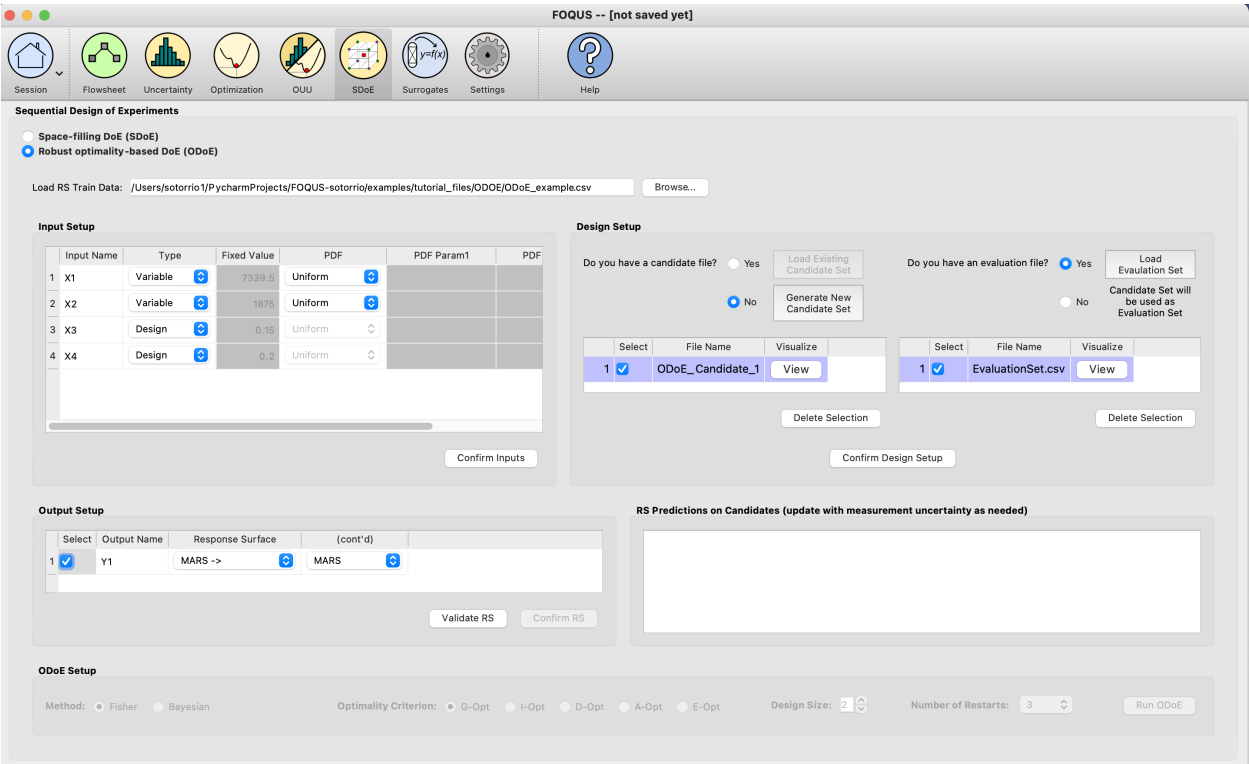 FOQUS -- [not saved yet]
y=f(x)
Session Flowsheet Uncertainty Optimization OUU SDoE Surrogates Settings Help
Sequential Design of Experiments
Space-filling DoE (SDoE)
Robust optimality-based DoE (ODoE)
Load RS Train Data: /Users/sotorrio1/PycharmProjects/FOQUS-sotorrio/examples/tutorial_files/ODOE/ODoE_example.csv Browse...
Input Setup
Input Name Type Fixed Value PDF PDF Param1 PDF
1 X1 Variable 7339.5 Uniform
2 X2 Variable 1875 Uniform
3 X3 Design 0.15 Uniform
4 X4 Design 0.2 Uniform
Confirm Inputs
Design Setup
Do you have a candidate file? Yes Load Existing
Candidate Set
No Generate New
Candidate Set
Do you have an evaluation file? Yes Load
Evaulation Set
No Candidate Set will
be used as
Evaluation Set
Select File Name Visualize
1 ODoE_Candidate_1 View
Delete Selection
Select File Name Visualize
1 EvaluationSet.csv View
Delete Selection
Confirm Design Setup
Output Setup
Select Output Name Response Surface (cont'd)
1 Y1 MARS -> MARS
Validate RS Confirm RS
RS Predictions on Candidates (update with measurement uncertainty as needed)
ODoE Setup
Method: Fisher Bayesian Optimality Criterion: G-Opt I-Opt D-Opt A-Opt E-Opt Design Size: 2 Number of Restarts: 3 Run ODoE